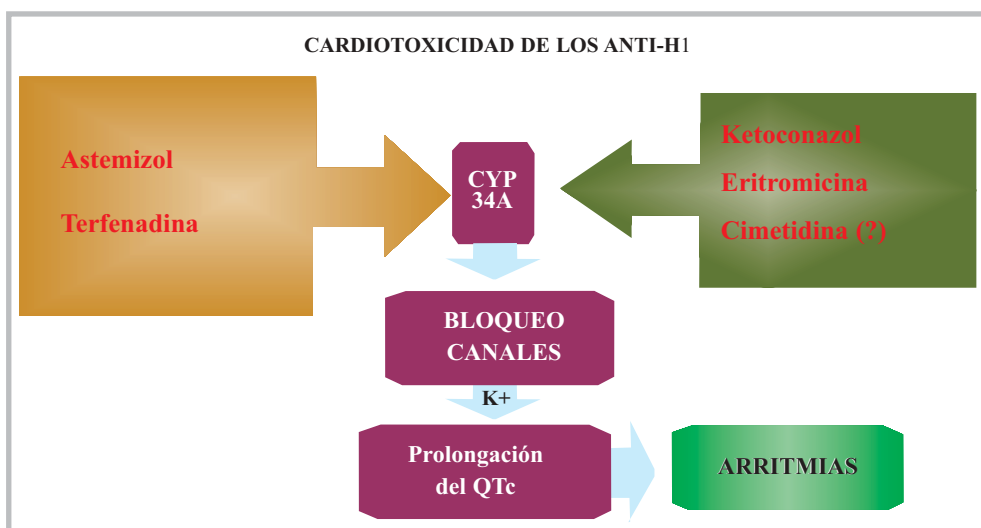 CARDIOTOXICIDAD DE LOS ANTI-H1
Astemizol
Terfenadina
CYP
34A
Ketoconazol
Eritromicina
Cimetidina (?)
BLOQUEO
CANALES
K+
Prolongación
del QTc
ARRITMIAS